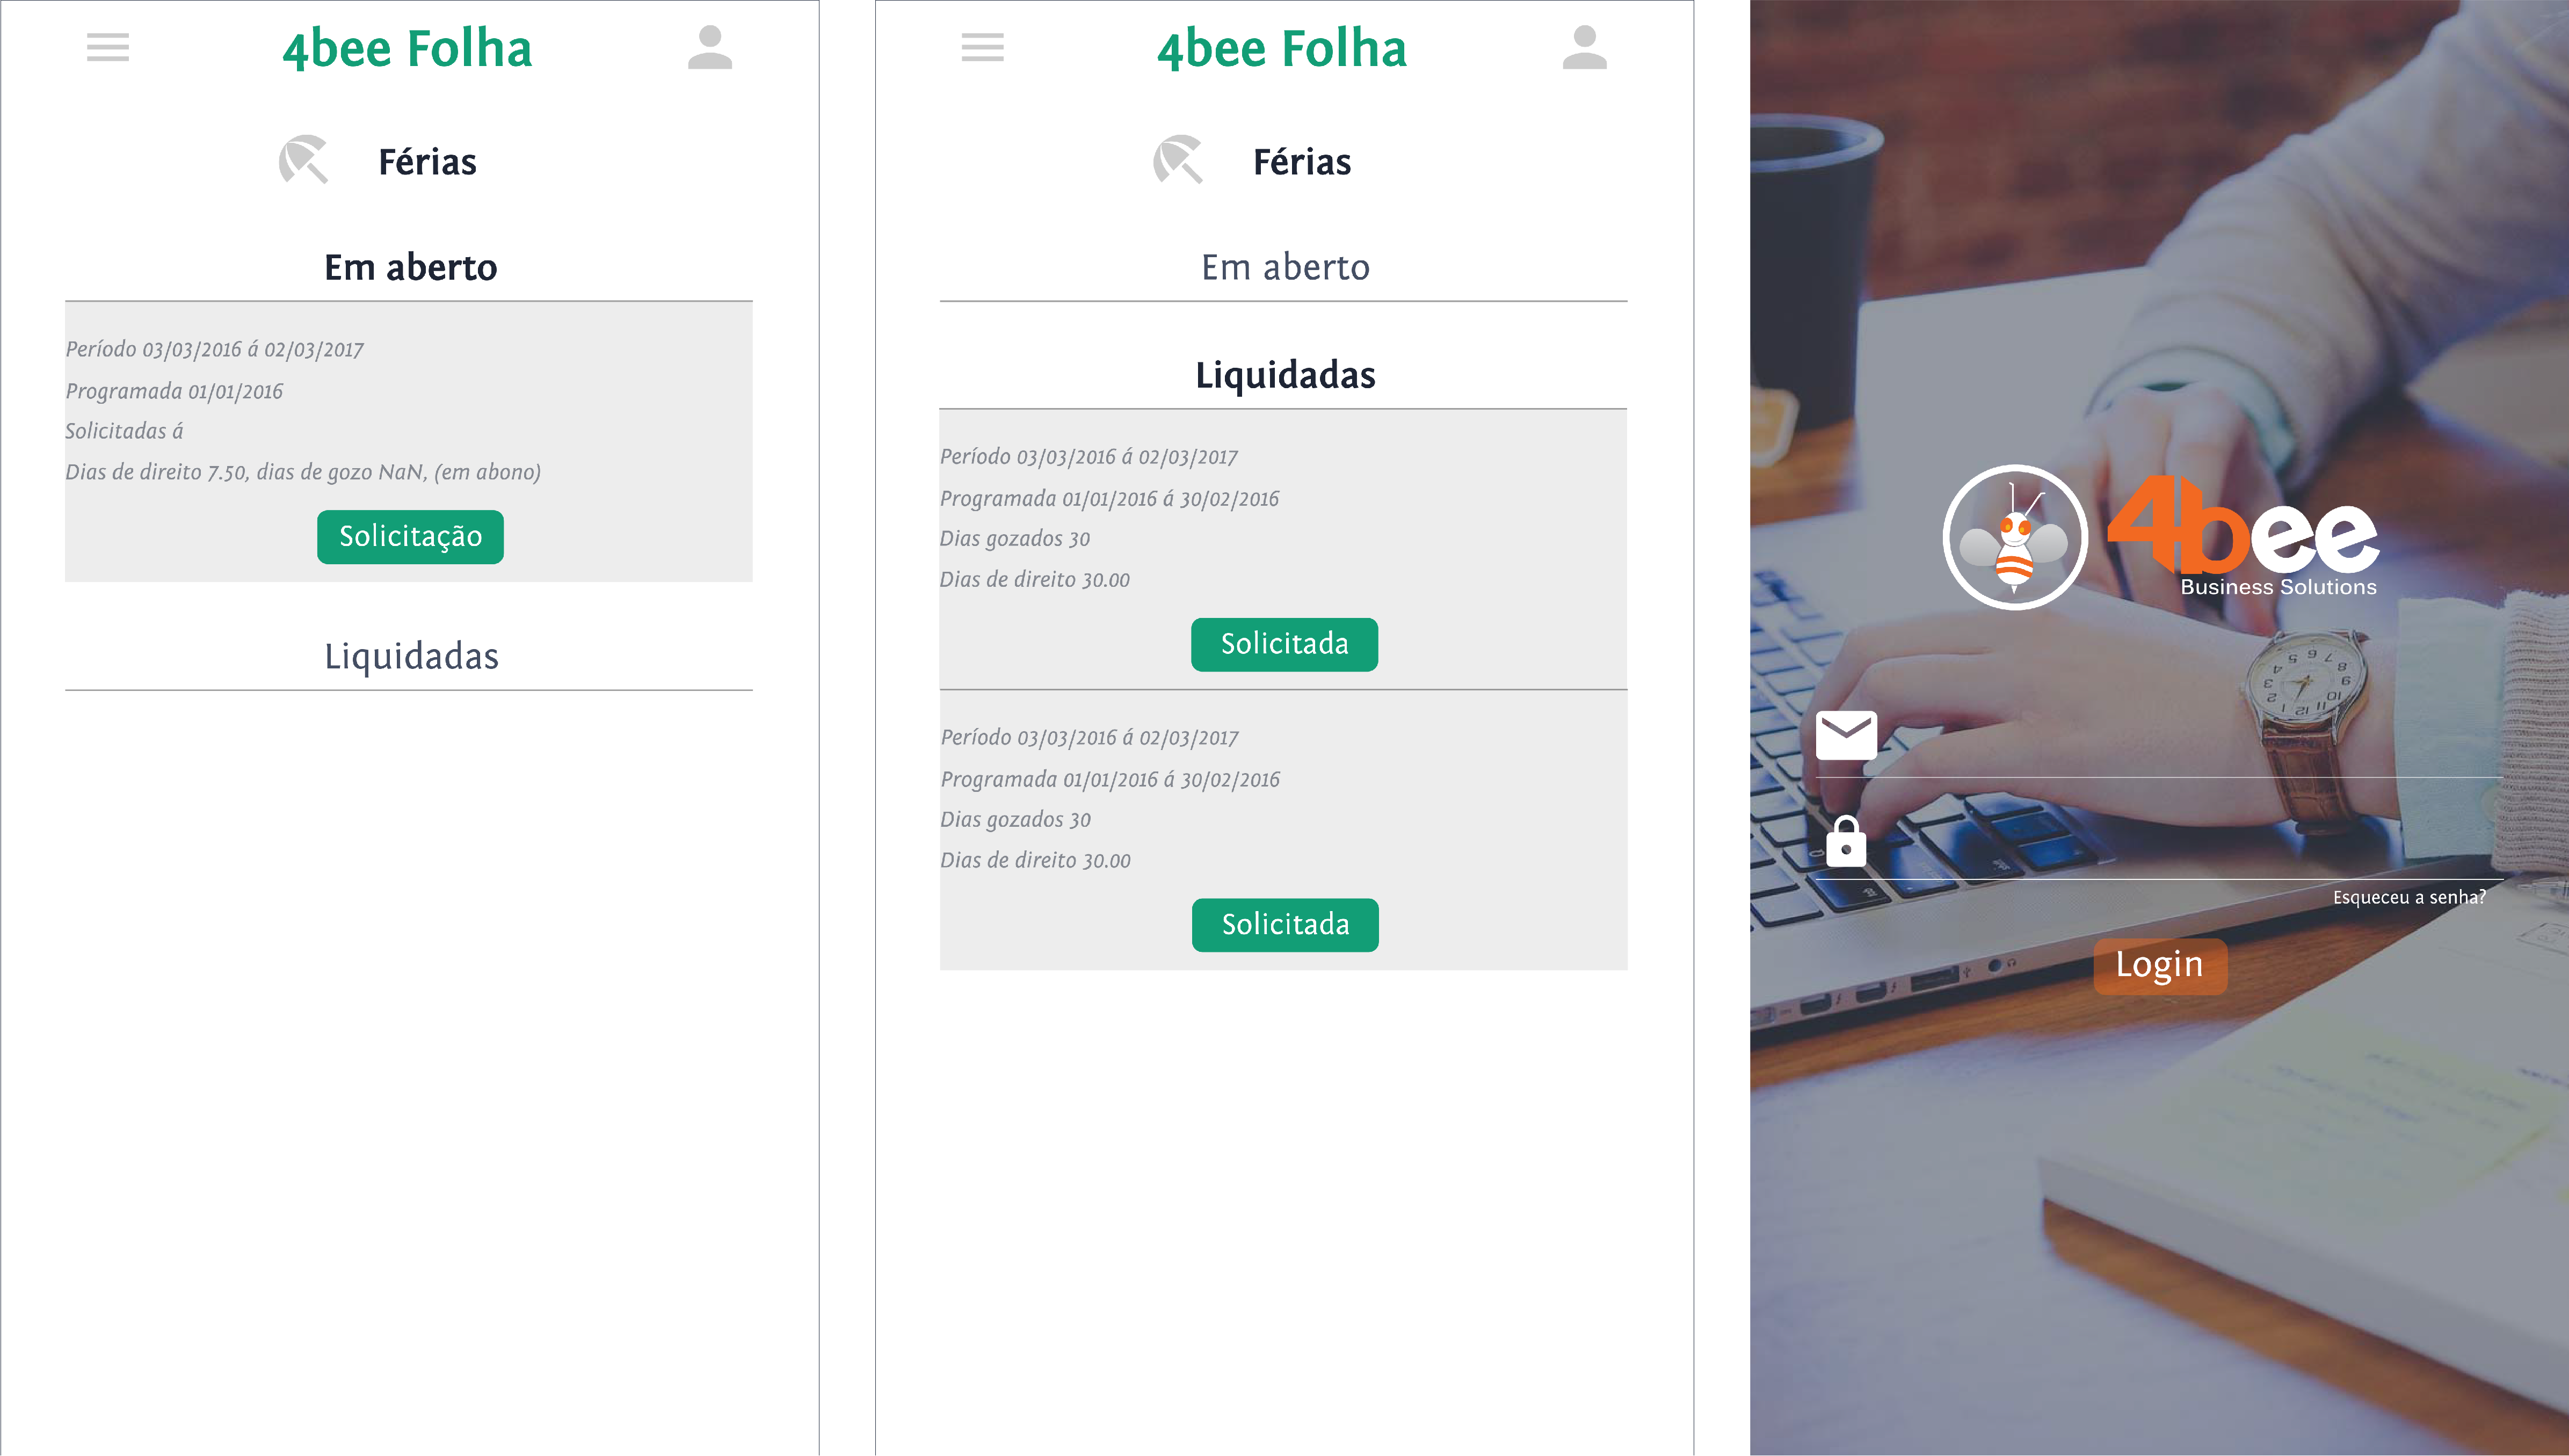 4bee Folha
Férias
Em aberto
Período 03/03/2016 á 02/03/2017
Programada 01/01/2016
Solicitadas á
Dias de direito 7.50, dias de gozo NaN, (em abono)
Solicitação
Liquidadas
4bee Folha
Férias
Em aberto
Liquidadas
Período 03/03/2016 á 02/03/2017
Programada 01/01/2016 á 30/02/2016
Dias gozados 30
Dias de direito 30.00
Solicitada
Período 03/03/2016 á 02/03/2017
Programada 01/01/2016 á 30/02/2016
Dias gozados 30
Dias de direito 30.00
Solicitada
4bee
Business Solutions
Esqueceu a senha?
Login